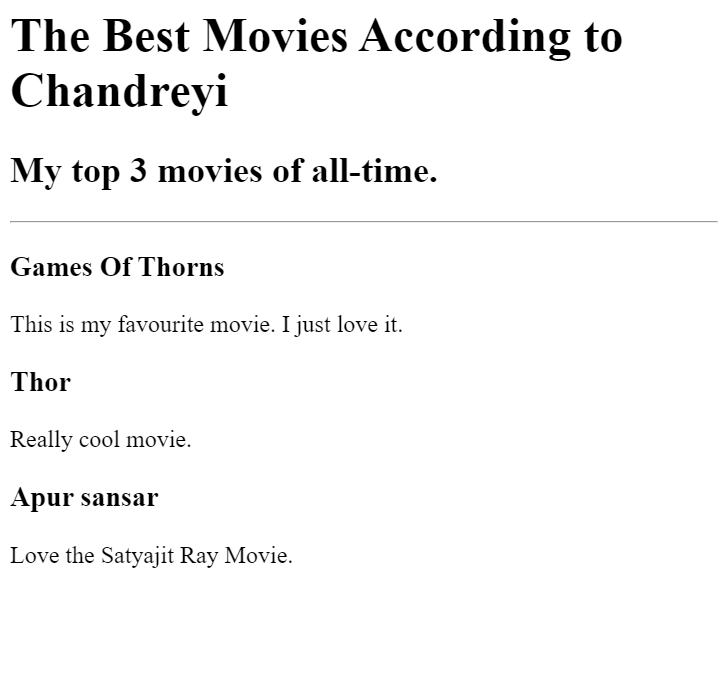 The Best Movies According to
Chandreyi
My top 3 movies of all-time.
Games Of Thorns
This is my favourite movie. I just love it.
Thor
Really cool movie.
Apur sansar
Love the Satyajit Ray Movie.